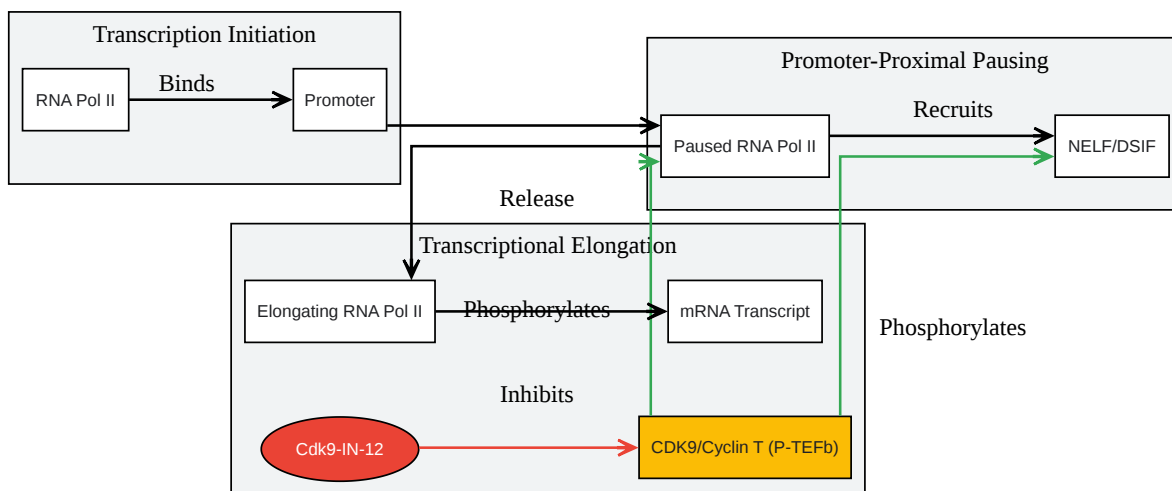 Transcription Initiation
RNA Pol II
Binds
Promoter
Promoter-Proximal Pausing
Paused RNA Pol II
Recruits
NELF/DSIF
Release
Transcriptional Elongation
Elongating RNA Pol II
Phosphorylates
mRNA Transcript
Phosphorylates
Inhibits
Cdk9-IN-12
CDK9/Cyclin T (P-TEFb)